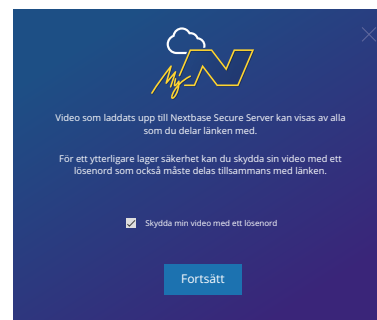 My N
Video som laddats upp till Nextbase Secure Server kan visas av alla
som du delar länken med.
För ett ytterligare lager säkerhet kan du skydda sin video med ett
lösenord som också måste delas tillsammans med länken.
Skydda min video med ett lösenord
Fortsätt